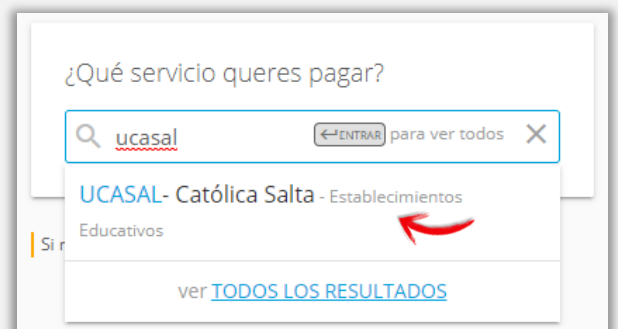 ¿Qué servicio queres pagar?
ucasal ENTRAR para ver todos
UCASAL- Católica Salta - Establecimientos
Educativos
Si
ver TODOS LOS RESULTADOS